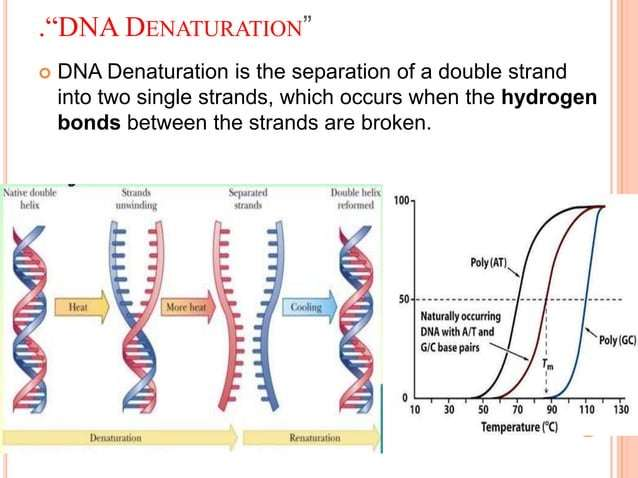 .“DNA DENATURATION”
DNA Denaturation is the separation of a double strand
into two single strands, which occurs when the hydrogen
bonds between the strands are broken.
Native double
helix
Strands
unwinding
Separated
strands
Double helix
reformed
Heat
More heat
Cooling
Denaturation
Renaturation
100
50
0
Poly(AT)
Naturally occurring
DNA with A/T and
G/C base pairs
Tm
Poly(GC)
10 30 50 70 90 110 130
Temperature (°C)